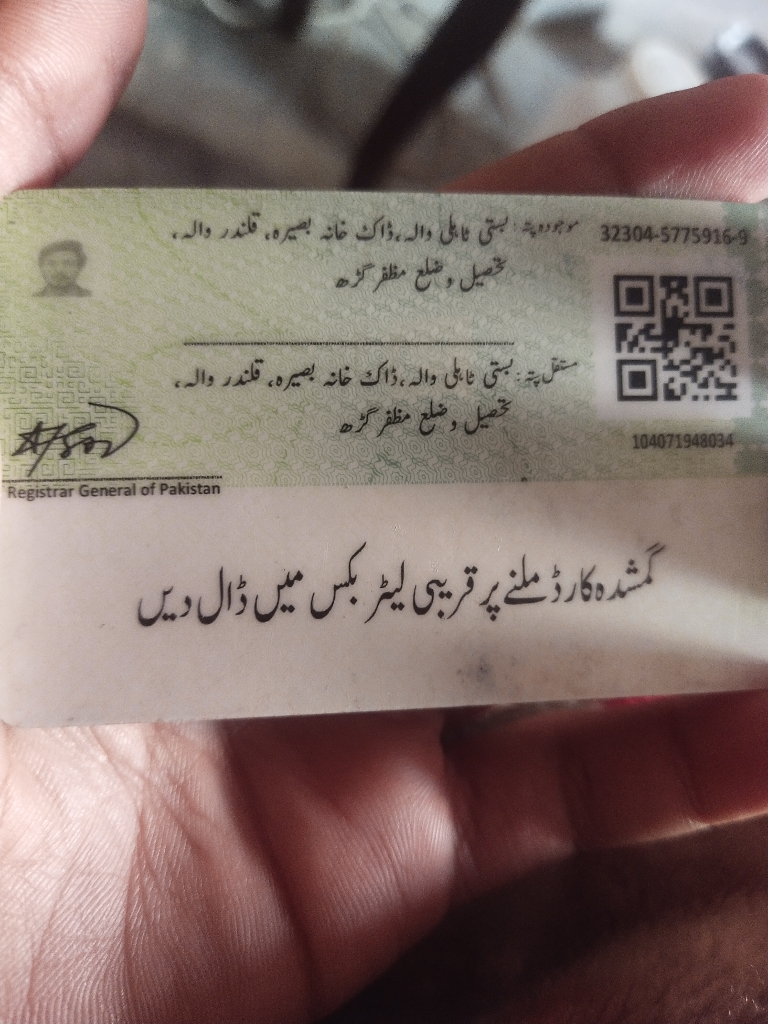 موجودہ پتہ: بستی ٹاہلی والہ، ڈاک خانہ بصیرہ، قلندر والہ،
تحصیل و ضلع مظفر گڑھ
32304-5775916-9
مستقل پتہ: بستی ٹاہلی والہ، ڈاک خانہ بصیرہ، قلندر والہ،
تحصیل و ضلع مظفر گڑھ
104071948034
Registrar General of Pakistan
گمشدہ کارڈ ملنے پر قریبی لیٹر بکس میں ڈال دیں